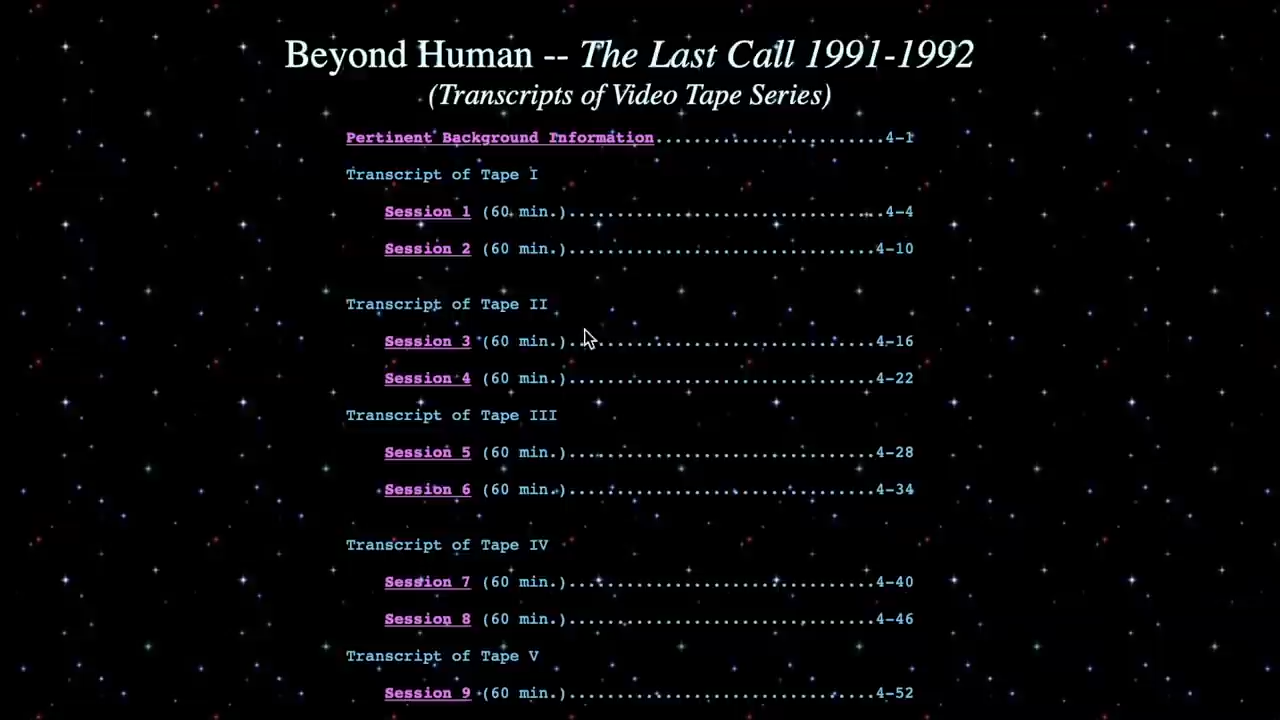 Beyond Human -- The Last Call 1991-1992
(Transcripts of Video Tape Series)
Pertinent Background Information........................4-1
Transcript of Tape I
Session 1 (60 min.).................................4-4
Session 2 (60 min.)................................4-10
Transcript of Tape II
Session 3 (60 min.)................................4-16
Session 4 (60 min.)................................4-22
Transcript of Tape III
Session 5 (60 min.)................................4-28
Session 6 (60 min.)................................4-34
Transcript of Tape IV
Session 7 (60 min.)................................4-40
Session 8 (60 min.)................................4-46
Transcript of Tape V
Session 9 (60 min.)................................4-52